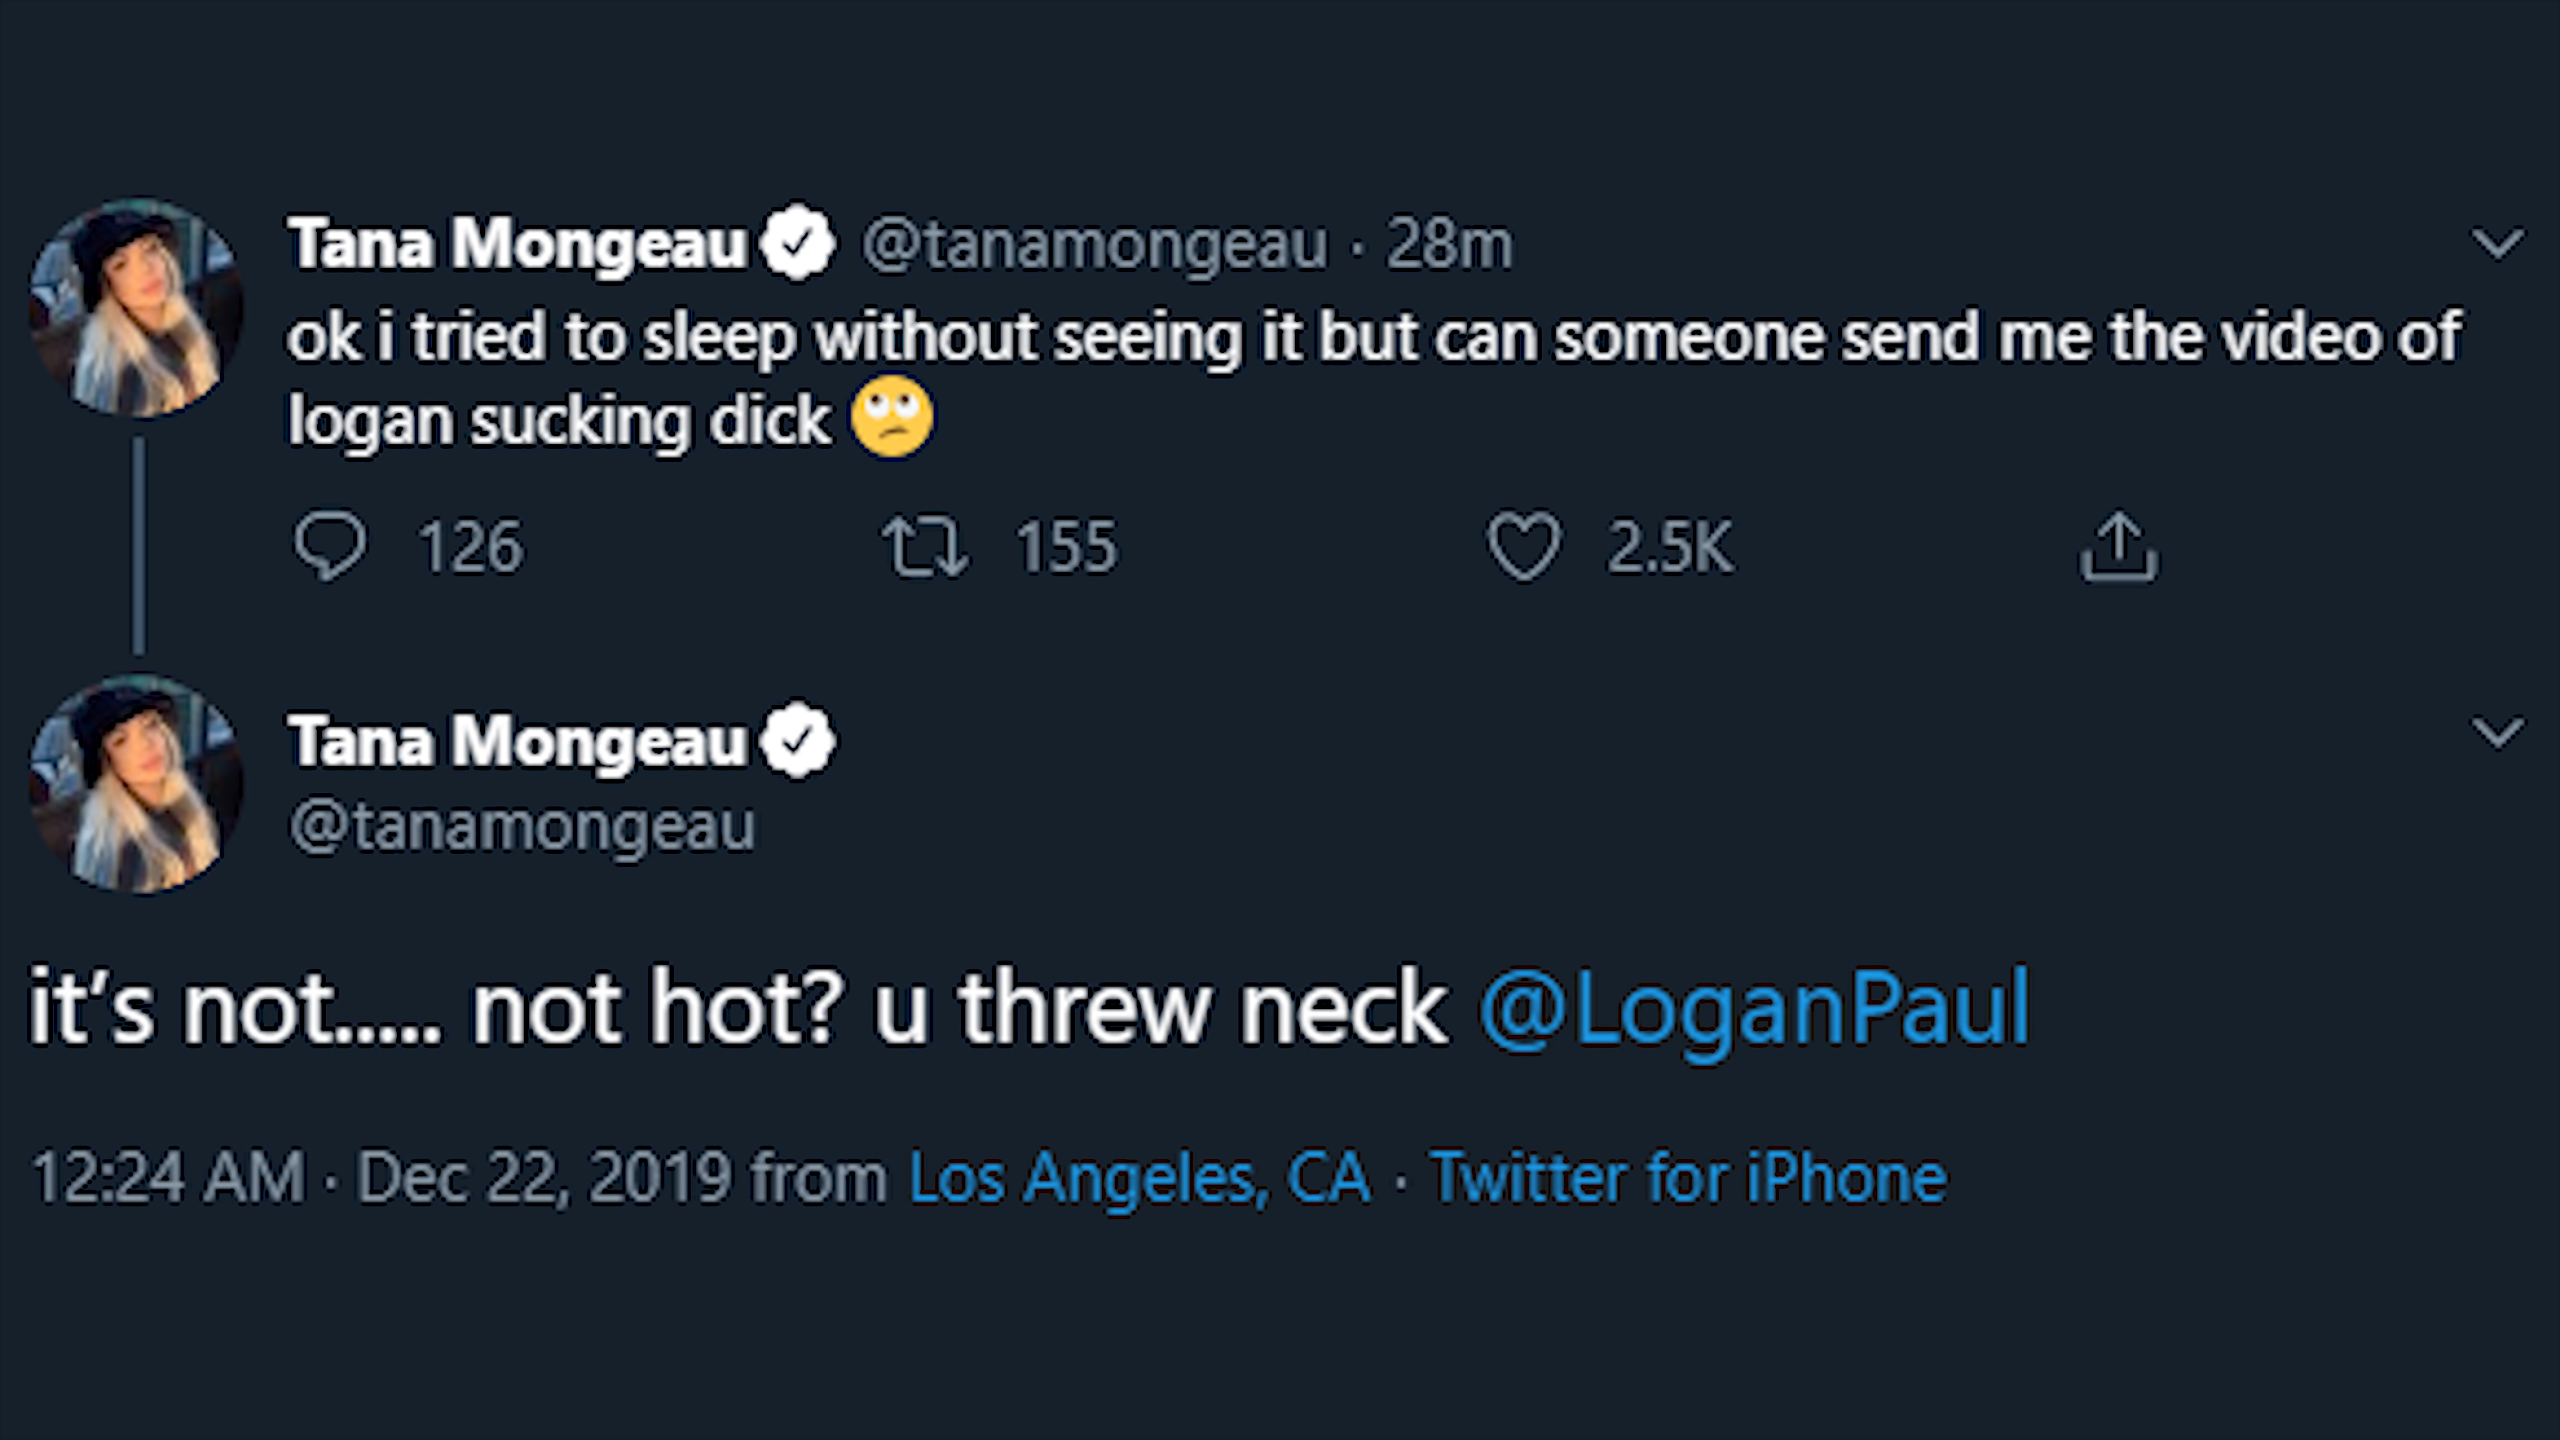 Tana Mongeau @tanamongeau · 28m
ok i tried to sleep without seeing it but can someone send me the video of
logan sucking dick 🙄
126 155 2.5K
Tana Mongeau
@tanamongeau
it’s not..... not hot? u threw neck @LoganPaul
12:24 AM · Dec 22, 2019 from Los Angeles, CA · Twitter for iPhone